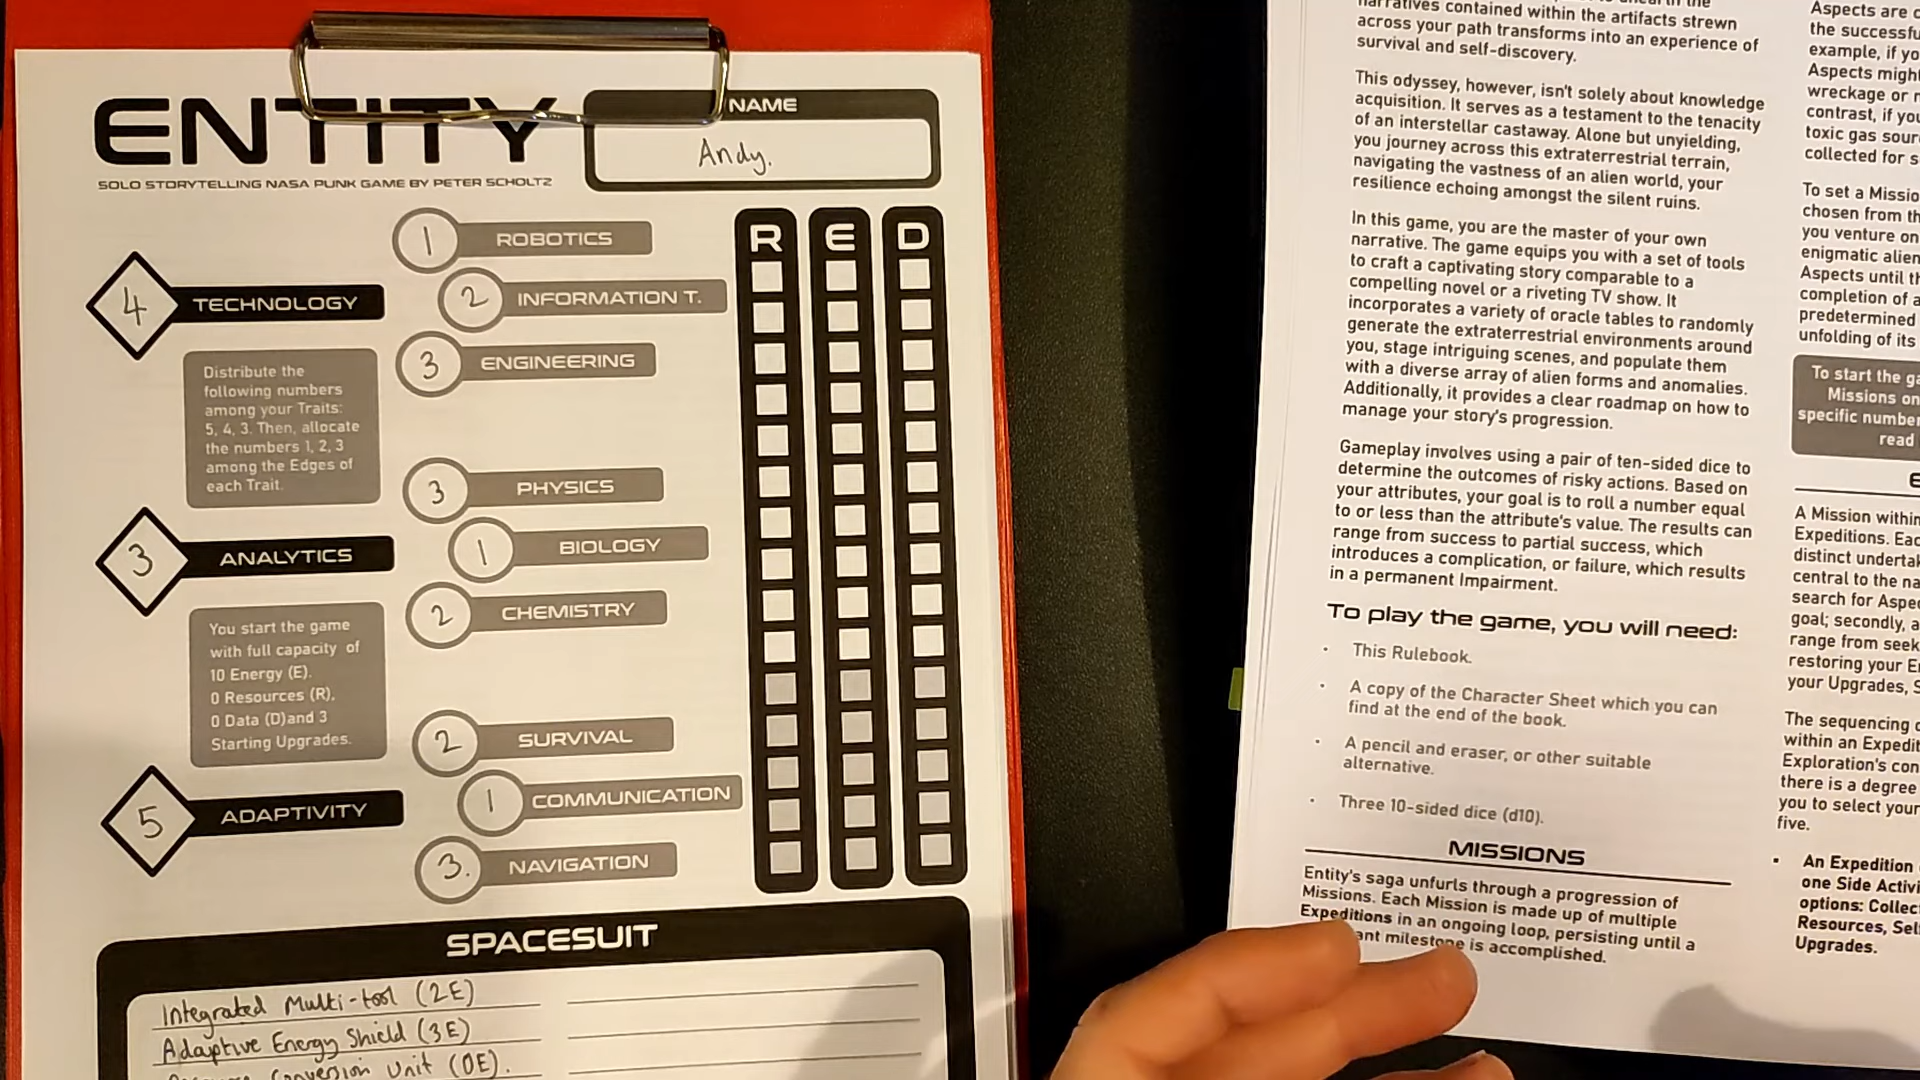 ENTITY
SOLO STORYTELLING NASA PUNK GAME BY PETER SCHOLTZ
NAME
Andy.
R E D
1 ROBOTICS
2 INFORMATION T.
4 TECHNOLOGY
3 ENGINEERING
Distribute the
following numbers
among your Traits:
5, 4, 3. Then, allocate
the numbers 1, 2, 3
among the Edges of
each Trait.
3 PHYSICS
1 BIOLOGY
3 ANALYTICS
2 CHEMISTRY
You start the game
with full capacity of
10 Energy (E).
0 Resources (R),
0 Data (D)and 3
Starting Upgrades.
2 SURVIVAL
1 COMMUNICATION
5 ADAPTIVITY
3. NAVIGATION
SPACESUIT
Integrated Multi-tool (2E)
Adaptive Energy Shield (3E)
Conversion Unit (0E).
narratives contained within the artifacts strewn
across your path transforms into an experience of
survival and self-discovery.
This odyssey, however, isn't solely about knowledge
acquisition. It serves as a testament to the tenacity
of an interstellar castaway. Alone but unyielding,
you journey across this extraterrestrial terrain,
navigating the vastness of an alien world, your
resilience echoing amongst the silent ruins.
In this game, you are the master of your own
narrative. The game equips you with a set of tools
to craft a captivating story comparable to a
compelling novel or a riveting TV show. It
incorporates a variety of oracle tables to randomly
generate the extraterrestrial environments around
you, stage intriguing scenes, and populate them
with a diverse array of alien forms and anomalies.
Additionally, it provides a clear roadmap on how to
manage your story's progression.
Gameplay involves using a pair of ten-sided dice to
determine the outcomes of risky actions. Based on
your attributes, your goal is to roll a number equal
to or less than the attribute's value. The results can
range from success to partial success, which
introduces a complication, or failure, which results
in a permanent Impairment.
To play the game, you will need:
· This Rulebook.
· A copy of the Character Sheet which you can
find at the end of the book.
· A pencil and eraser, or other suitable
alternative.
· Three 10-sided dice (d10).
MISSIONS
Entity's saga unfurls through a progression of
Missions. Each Mission is made up of multiple
Expeditions in an ongoing loop, persisting until a
milestone is accomplished.
Aspects are
the
example, if
Aspects
wreckage or
contrast, if
toxic gas
collected for
To set a
chosen from
you venture on
enigmatic alien
Aspects until
completion of
predetermined
unfolding of its
To start the
Missions on
specific
read
A Mission within
Expeditions.
distinct
central to the
search for
goal; secondly,
range from
restoring your
your Upgrades,
The sequencing
within an
Exploration's
there is a degree
you to select your
five.
· An Expedition
one Side
options:
Resources,
Upgrades.